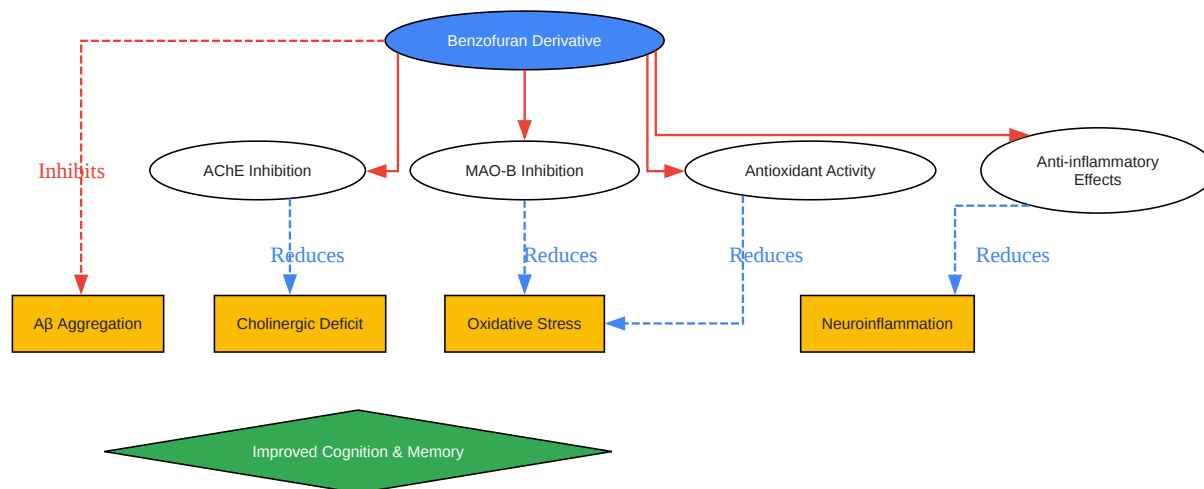 Benzofuran Derivative
Inhibits
AChE Inhibition
MAO-B Inhibition
Antioxidant Activity
Anti-inflammatory
Effects
Reduces
Reduces
Reduces
Reduces
Aβ Aggregation
Cholinergic Deficit
Oxidative Stress
Neuroinflammation
Improved Cognition & Memory